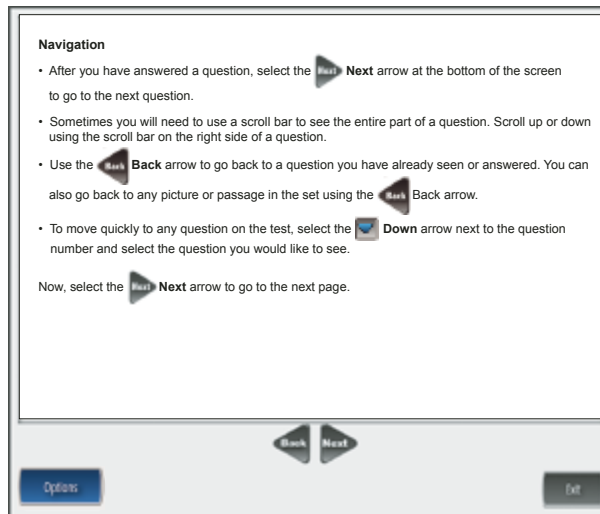 Navigation
• After you have answered a question, select the Next Next arrow at the bottom of the screen
to go to the next question.
• Sometimes you will need to use a scroll bar to see the entire part of a question. Scroll up or down
using the scroll bar on the right side of a question.
• Use the Back Back arrow to go back to a question you have already seen or answered. You can
also go back to any picture or passage in the set using the Back Back arrow.
• To move quickly to any question on the test, select the Down arrow next to the question
number and select the question you would like to see.
Now, select the Next Next arrow to go to the next page.
Back Next
Options Exit